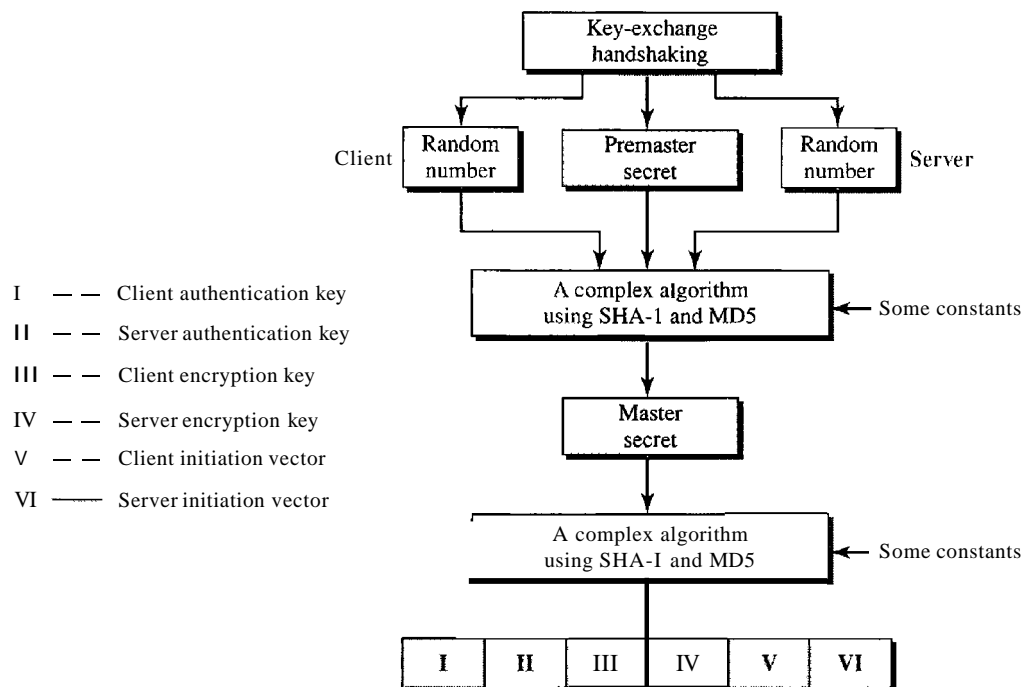 Key-exchange
handshaking
Client
Random
number
Premaster
secret
Random
number
Server
A complex algorithm
using SHA-1 and MD5
Some constants
I — — Client authentication key
II — — Server authentication key
III — — Client encryption key
IV — — Server encryption key
V — — Client initiation vector
VI —— Server initiation vector
Master
secret
A complex algorithm
using SHA-I and MD5
Some constants
I II III IV V VI